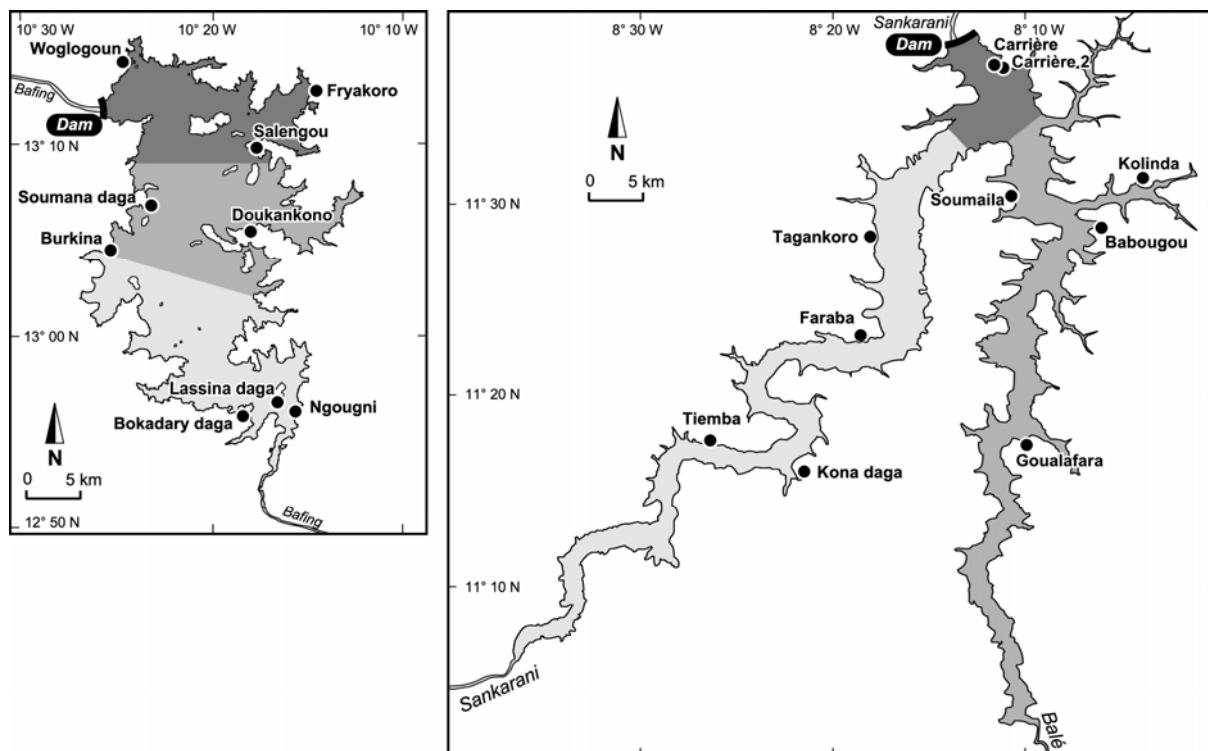 10° 30 W
10° 20
10° 00 W
Woglogoun
Bafing
Dam
Fryakoro
13° 10 N
Salengou
Soumana daga
Doukankono
Burkina
13° 00 N
Lassina daga
Ngougni
Bokadary daga
N
0 5 km
Bafing
12° 50 N
8° 30 W
8° 20
8° 10 W
Sankarani
Dam
Carrière
Carrière 2
N
0 5 km
Kolinda
11° 30 N
Soumaila
Tagankoro
Babougou
Faraba
11° 20 N
Tiemba
Goualafara
Kona daga
11° 10 N
Sankarani
Balé